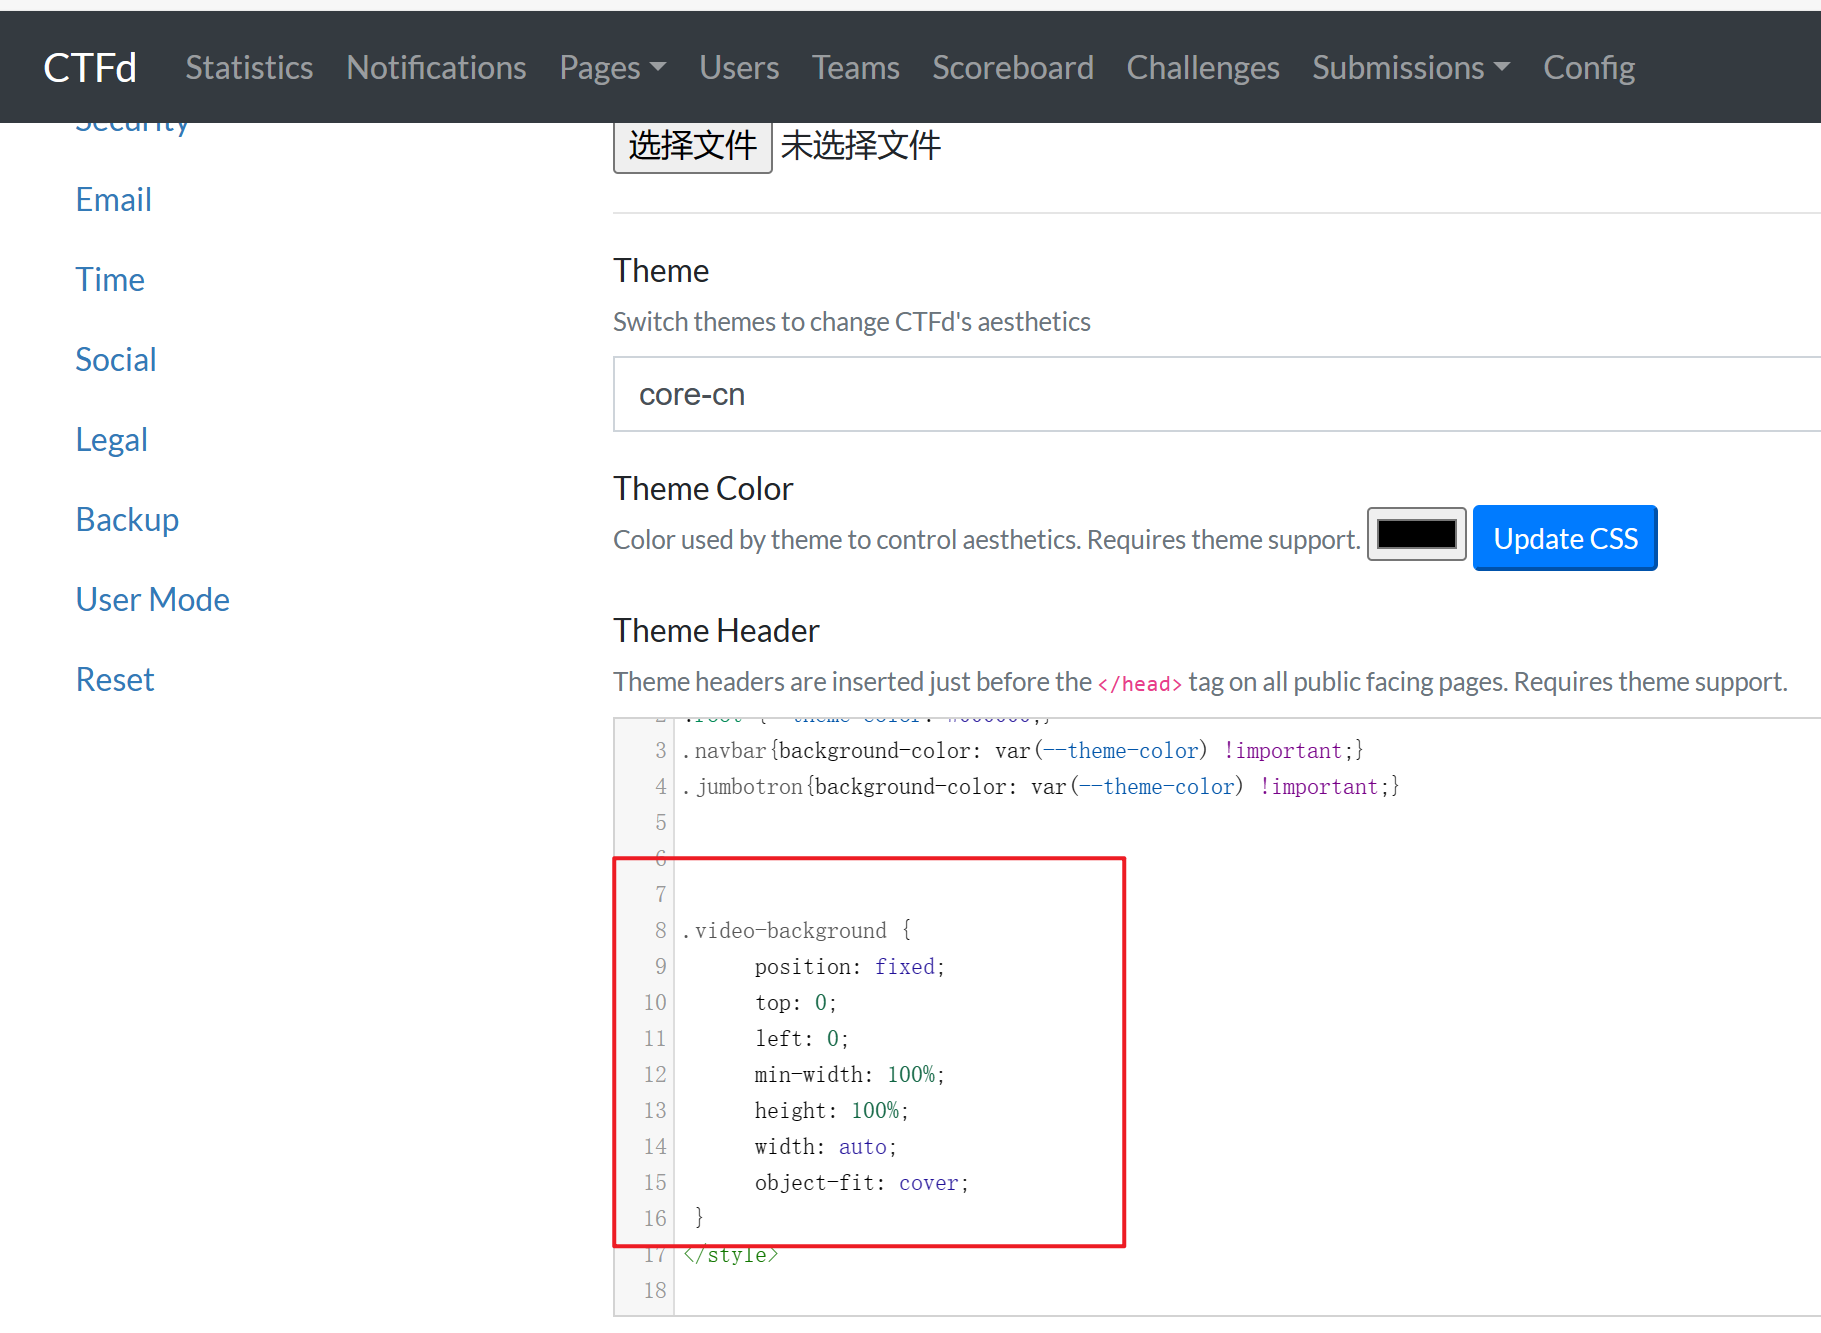 CTFd Statistics Notifications Pages Users Teams Scoreboard Challenges Submissions Config
Security
Email
Time
Social
Legal
Backup
User Mode
Reset
选择文件 未选择文件
Theme
Switch themes to change CTFd's aesthetics
core-cn
Theme Color
Color used by theme to control aesthetics. Requires theme support. Update CSS
Theme Header
Theme headers are inserted just before the </head> tag on all public facing pages. Requires theme support.
2 :root {--theme-color: #000000;}
3 .navbar{background-color: var(--theme-color) !important;}
4 .jumbotron{background-color: var(--theme-color) !important;}
5
6
7
8 .video-background {
9 position: fixed;
10 top: 0;
11 left: 0;
12 min-width: 100%;
13 height: 100%;
14 width: auto;
15 object-fit: cover;
16 }
17 </style>
18